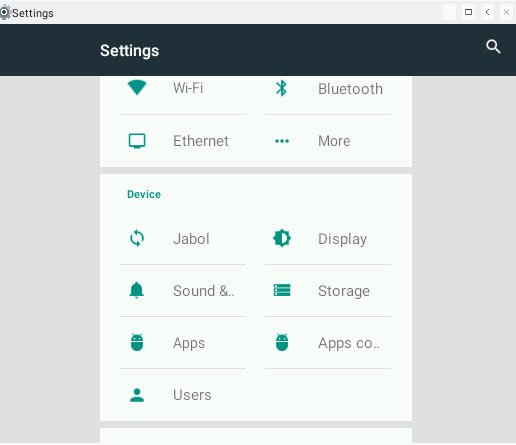 Settings
Settings
Wi-Fi
Bluetooth
Ethernet
More
Device
Jabol
Display
Sound &..
Storage
Apps
Apps co..
Users